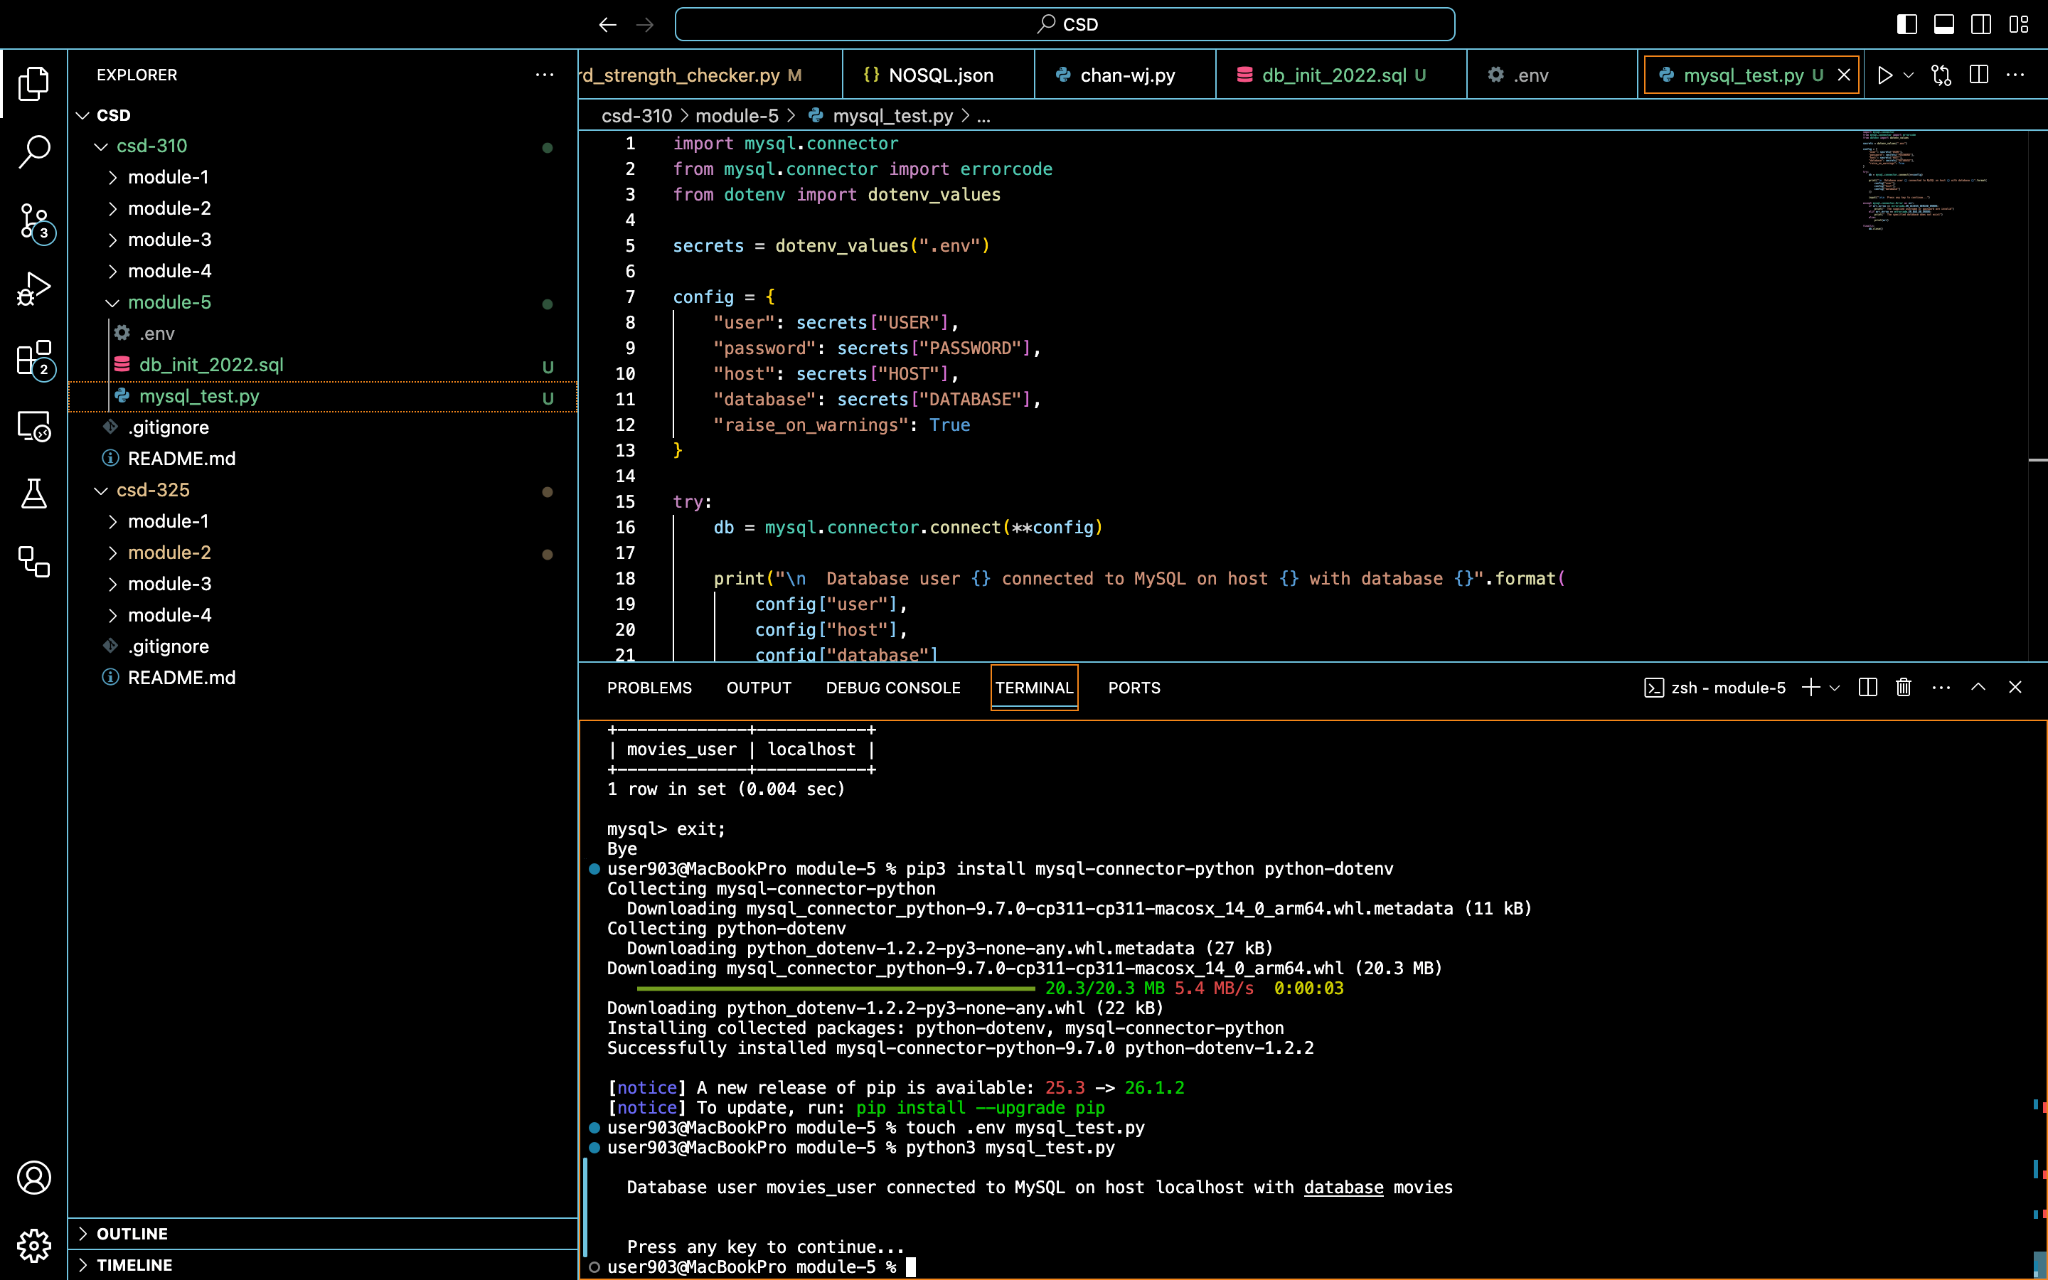 CSD
EXPLORER
CSD
csd-310
module-1
module-2
module-3
module-4
module-5
.env
db_init_2022.sql U
mysql_test.py U
.gitignore
README.md
csd-325
module-1
module-2
module-3
module-4
.gitignore
README.md
OUTLINE
TIMELINE
3
2
rd_strength_checker.py M
{} NOSQL.json
chan-wj.py
db_init_2022.sql U
.env
mysql_test.py U
csd-310 > module-5 > mysql_test.py > ...
1 import mysql.connector
2 from mysql.connector import errorcode
3 from dotenv import dotenv_values
4
5 secrets = dotenv_values(".env")
6
7 config = {
8 "user": secrets["USER"],
9 "password": secrets["PASSWORD"],
10 "host": secrets["HOST"],
11 "database": secrets["DATABASE"],
12 "raise_on_warnings": True
13 }
14
15 try:
16 db = mysql.connector.connect(**config)
17
18 print("\n  Database user {} connected to MySQL on host {} with database {}".format(
19 config["user"],
20 config["host"],
21 config["database"]
PROBLEMS OUTPUT DEBUG CONSOLE TERMINAL PORTS
zsh - module-5
+-------------+-----------+
| movies_user | localhost |
+-------------+-----------+
1 row in set (0.004 sec)
mysql> exit;
Bye
user903@MacBookPro module-5 % pip3 install mysql-connector-python python-dotenv
Collecting mysql-connector-python
Downloading mysql_connector_python-9.7.0-cp311-cp311-macosx_14_0_arm64.whl.metadata (11 kB)
Collecting python-dotenv
Downloading python_dotenv-1.2.2-py3-none-any.whl.metadata (27 kB)
Downloading mysql_connector_python-9.7.0-cp311-cp311-macosx_14_0_arm64.whl (20.3 MB)
20.3/20.3 MB 5.4 MB/s 0:00:03
Downloading python_dotenv-1.2.2-py3-none-any.whl (22 kB)
Installing collected packages: python-dotenv, mysql-connector-python
Successfully installed mysql-connector-python-9.7.0 python-dotenv-1.2.2
[notice] A new release of pip is available: 25.3 -> 26.1.2
[notice] To update, run: pip install --upgrade pip
user903@MacBookPro module-5 % touch .env mysql_test.py
user903@MacBookPro module-5 % python3 mysql_test.py
Database user movies_user connected to MySQL on host localhost with database movies
Press any key to continue...
user903@MacBookPro module-5 %